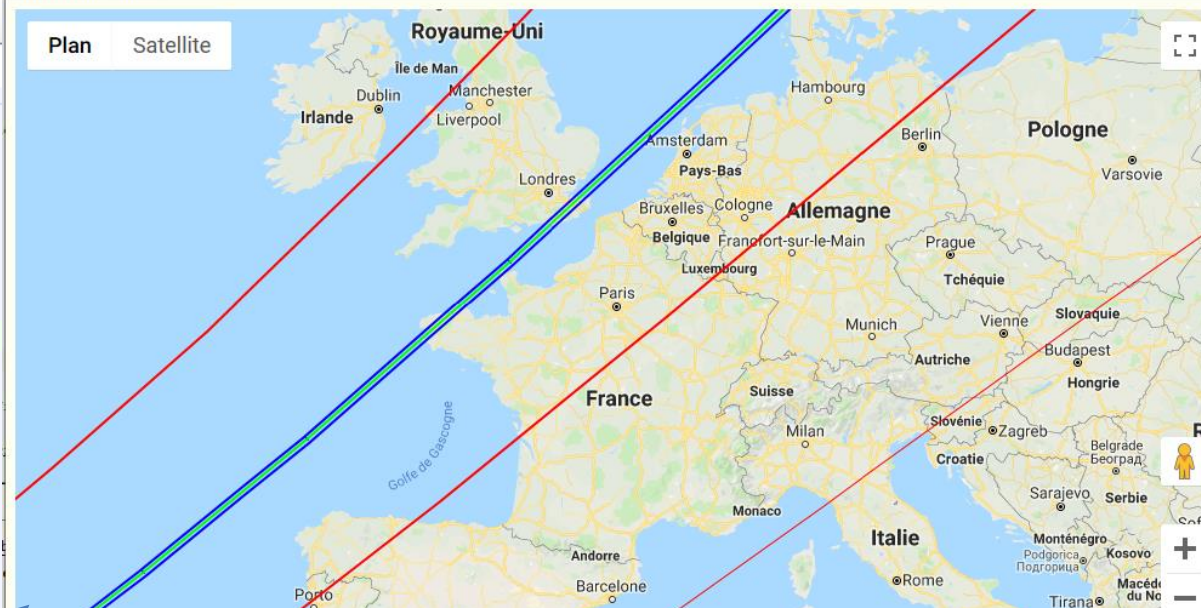 Plan Satellite
Royaume-Uni
Île de Man
Dublin
Irlande
Manchester
Liverpool
Londres
Hambourg
Amsterdam
Pays-Bas
Berlin
Pologne
Varsovie
Bruxelles
Cologne
Allemagne
Belgique
Francfort-sur-le-Main
Luxembourg
Prague
Tchéquie
Paris
Munich
Vienne
Slovaquie
Autriche
Budapest
Hongrie
France
Suisse
Milan
Slovénie
Zagreb
Croatie
Belgrade
Београд
Golfe de Gascogne
Sarajevo
Serbie
Monaco
Italie
Monténégro
Podgorica
Подгорица
Kosovo
Andorre
Barcelone
Rome
Porto
Tirana
+
−